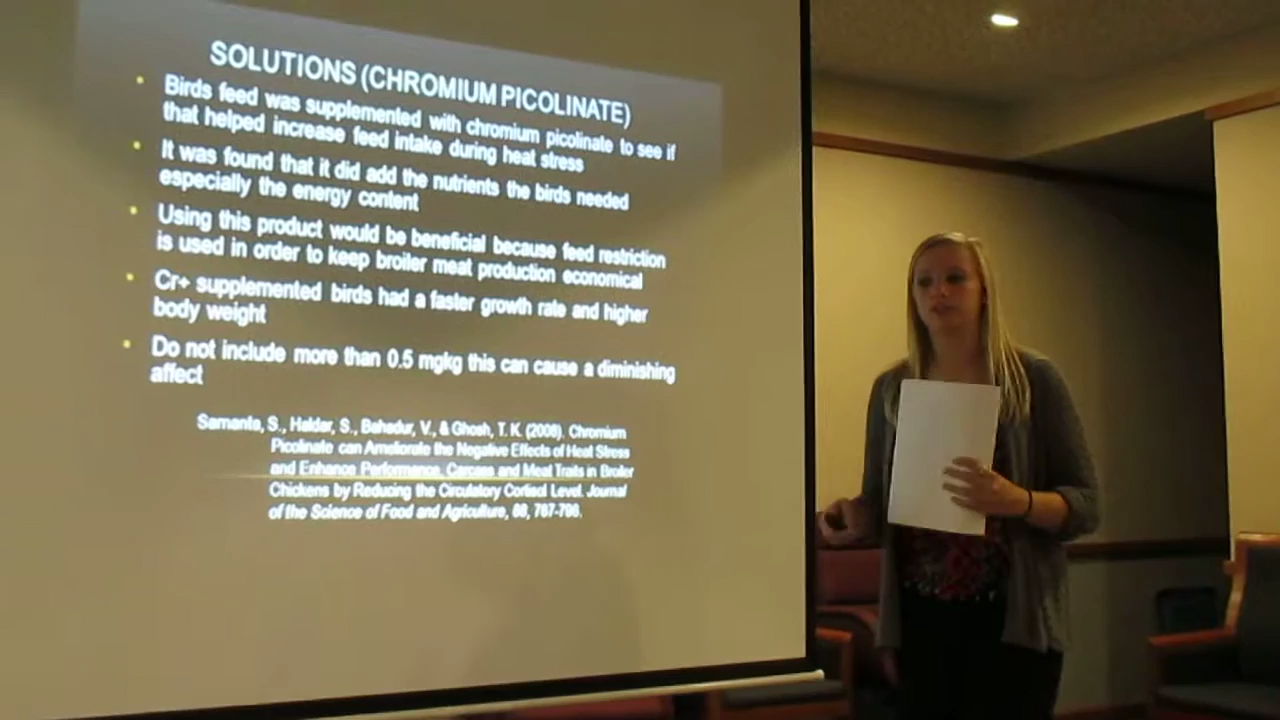 SOLUTIONS (CHROMIUM PICOLINATE)
Birds feed was supplemented with chromium picolinate to see if
that helped increase feed intake during heat stress
It was found that it did add the nutrients the birds needed
especially the energy content
Using this product would be beneficial because feed restriction
is used in order to keep broiler meat production economical
Cr+ supplemented birds had a faster growth rate and higher
body weight
Do not include more than 0.5 mgkg this can cause a diminishing
affect
Samanta, S., Haldar, S., Bahadur, V., & Ghosh, T. K. (2008). Chromium
Picolinate can Ameliorate the Negative Effects of Heat Stress
and Enhance Performance, Carcass and Meat Traits in Broiler
Chickens by Reducing the Circulatory Cortisol Level. Journal
of the Science of Food and Agriculture, 88, 787-796.